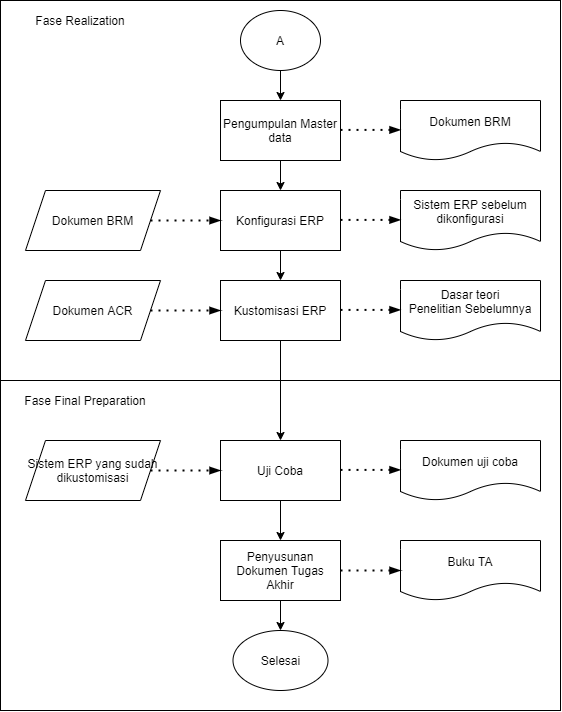 Fase Realization
A
Pengumpulan Master
data
Dokumen BRM
Dokumen BRM
Konfigurasi ERP
Sistem ERP sebelum
dikonfigurasi
Dokumen ACR
Kustomisasi ERP
Dasar teori
Penelitian Sebelumnya
Fase Final Preparation
Sistem ERP yang sudah
dikustomisasi
Uji Coba
Dokumen uji coba
Penyusunan
Dokumen Tugas
Akhir
Buku TA
Selesai